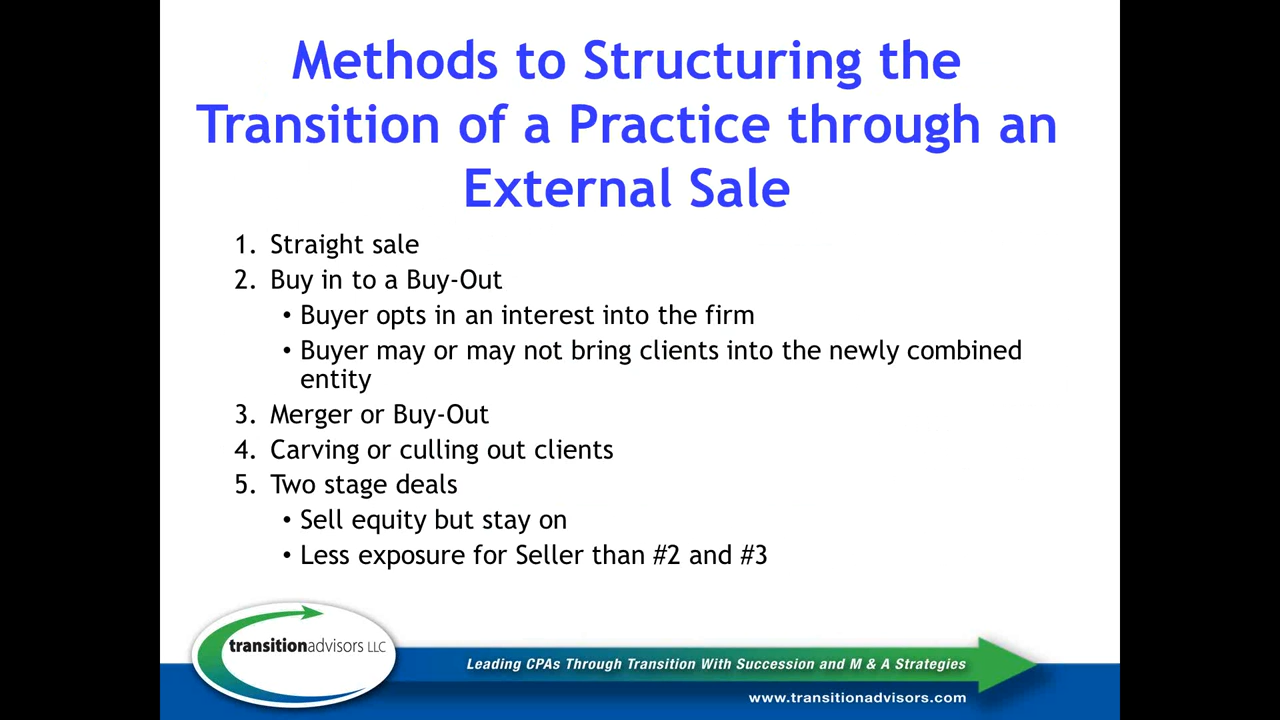 Methods to Structuring the
Transition of a Practice through an
External Sale
1. Straight sale
2. Buy in to a Buy-Out
• Buyer opts in an interest into the firm
• Buyer may or may not bring clients into the newly combined
entity
3. Merger or Buy-Out
4. Carving or culling out clients
5. Two stage deals
• Sell equity but stay on
• Less exposure for Seller than #2 and #3
transitionadvisors LLC
Leading CPAs Through Transition With Succession and M & A Strategies
www.transitionadvisors.com